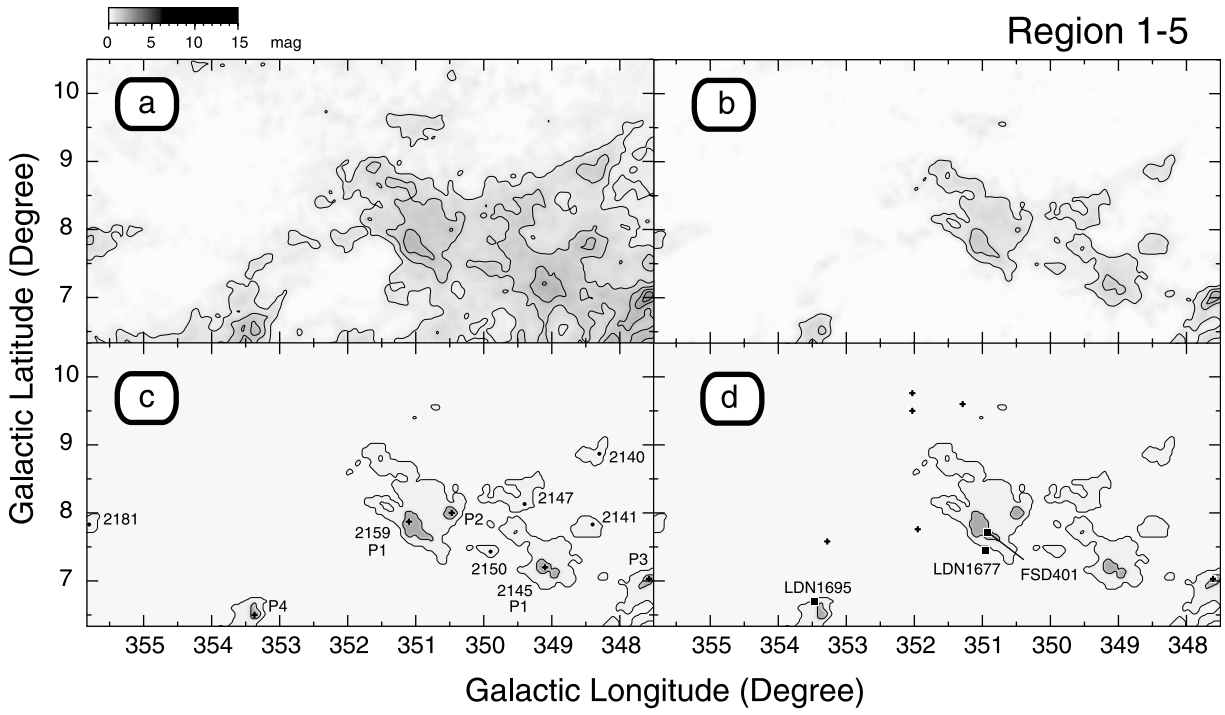 0 5 10 15 mag
Region 1-5
a
b
10
9
8
7
c
d
10
9
8
7
2140
2147
2181
2141
2159
P1
P2
2150
2145
P1
P3
P4
LDN1677
FSD401
LDN1695
355 354 353 352 351 350 349 348
355 354 353 352 351 350 349 348
Galactic Latitude (Degree)
Galactic Longitude (Degree)